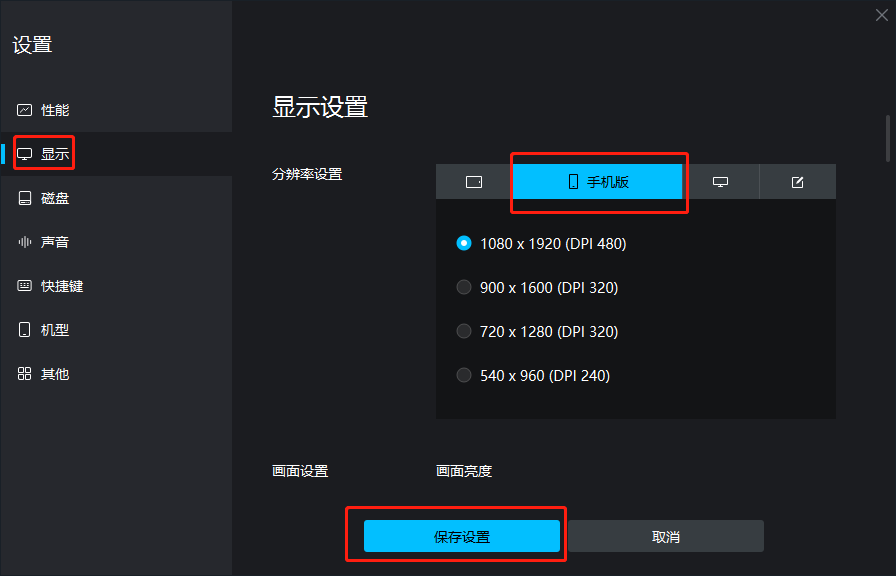 设置
性能
显示
磁盘
声音
快捷键
机型
其他
显示设置
分辨率设置
手机版
1080 x 1920 (DPI 480)
900 x 1600 (DPI 320)
720 x 1280 (DPI 320)
540 x 960 (DPI 240)
画面设置
画面亮度
保存设置
取消